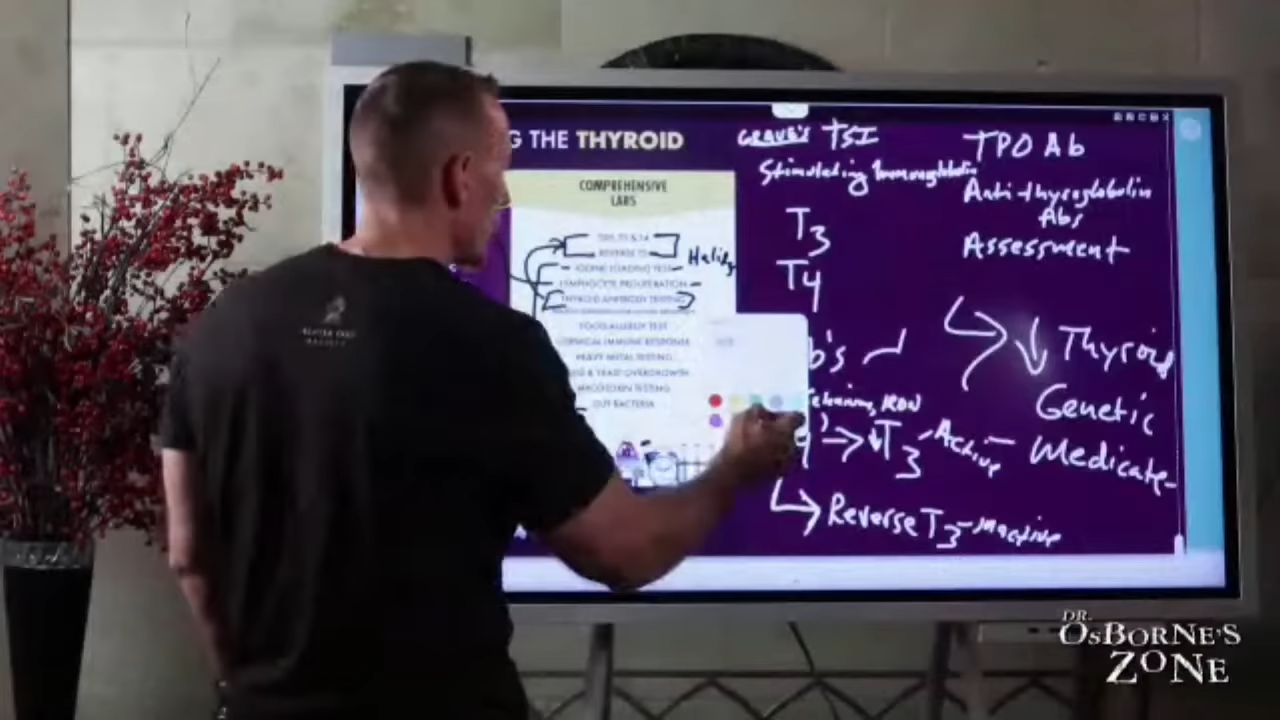 G THE THYROID
COMPREHENSIVE
LABS
REVERSE T3
IODINE LOADING TEST
LYMPHOCYTE PROLIFERATION
THYROID ANTIBODY TESTING
FOOD ALLERGY TEST
CHEMICAL IMMUNE RESPONSE
HEAVY METAL TESTING
& YEAST OVERGROWTH
MYCOTOXIN TESTING
GUT BACTERIA
GRAVE'S TSI
Stimulating Immunoglobulin
T3
T4
b's
→ ↓T3 - Active
↳ Reverse T3 - Inactive
TPO Ab
Anti-thyroglobulin
Abs
Assessment
↓ Thyroid
Genetic
Medicate
DR.
OSBORNE'S
ZONE